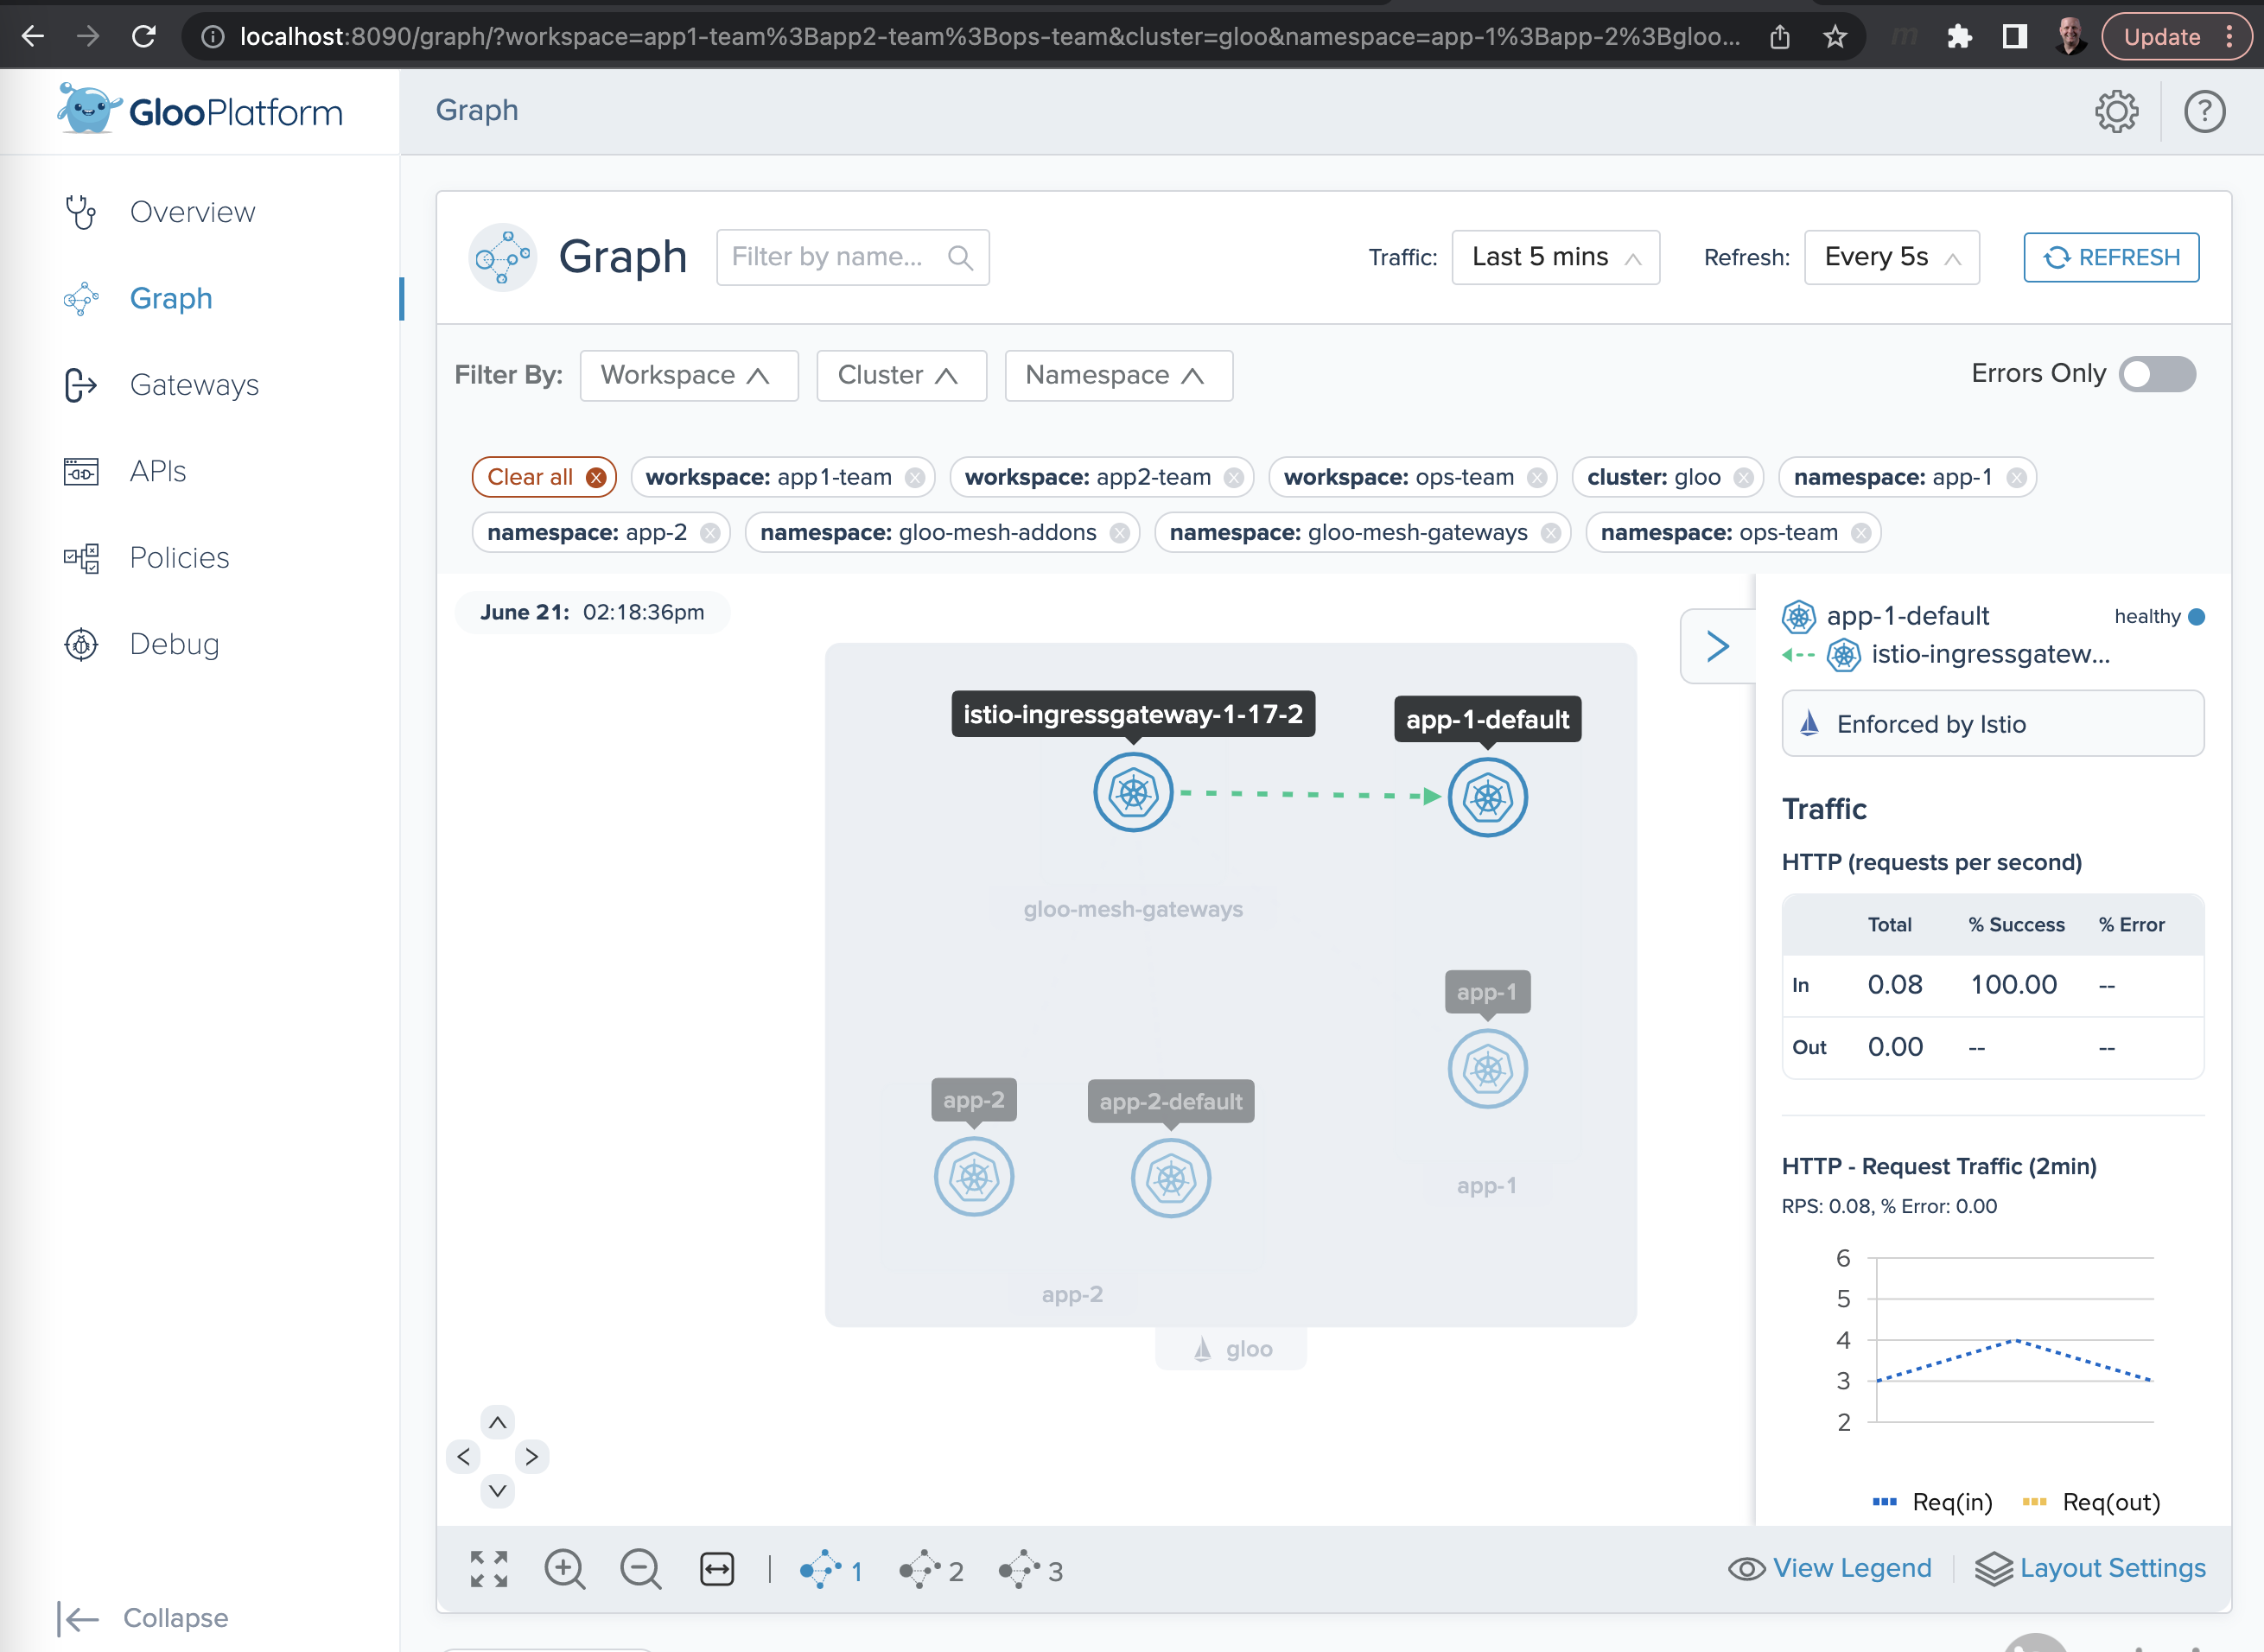 localhost:8090/graph/?workspace=app1-team%3Bapp2-team%3Bops-team&cluster=gloo&namespace=app-1%3Bapp-2%3Bgloo...
Update
GlooPlatform
Graph
?
Overview
Graph
Gateways
APIs
Policies
Debug
Collapse
Graph
Filter by name...
Traffic: Last 5 mins
Refresh: Every 5s
REFRESH
Filter By: Workspace Cluster Namespace
Errors Only
Clear all workspace: app1-team workspace: app2-team workspace: ops-team cluster: gloo namespace: app-1
namespace: app-2 namespace: gloo-mesh-addons namespace: gloo-mesh-gateways namespace: ops-team
June 21: 02:18:36pm
istio-ingressgateway-1-17-2
app-1-default
gloo-mesh-gateways
app-1
app-2
app-2-default
app-1
app-2
gloo
app-1-default healthy
istio-ingressgatew...
Enforced by Istio
Traffic
HTTP (requests per second)
Total % Success % Error
In 0.08 100.00 --
Out 0.00 -- --
HTTP - Request Traffic (2min)
RPS: 0.08, % Error: 0.00
6
5
4
3
2
Req(in) Req(out)
1 2 3
View Legend
Layout Settings